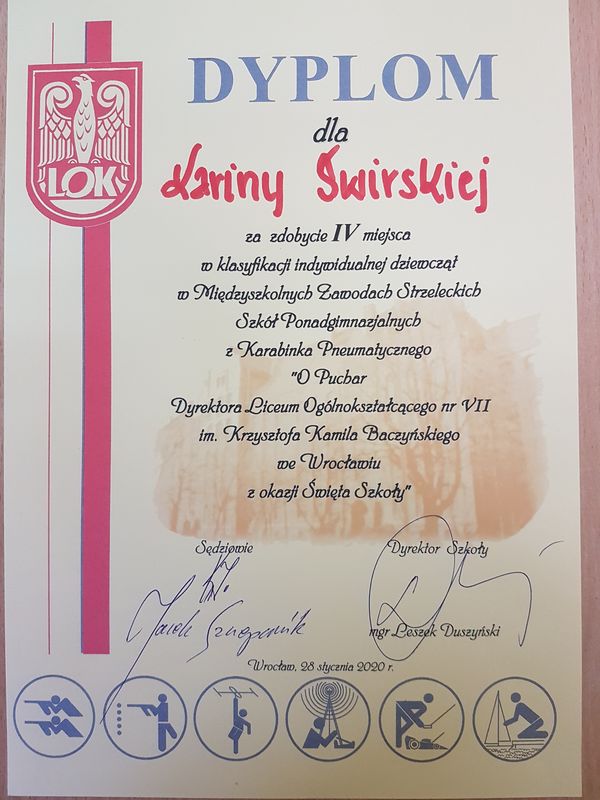 LOK
DYPLOM
dla
Kariny Świrskiej
za zdobycie IV miejsca
w klasyfikacji indywidualnej dziewcząt
w Międzyszkolnych Zawodach Strzeleckich
Szkół Ponadgimnazjalnych
z Karabinka Pneumatycznego
"O Puchar
Dyrektora Liceum Ogólnokształcącego nr VII
im. Krzysztofa Kamila Baczyńskiego
we Wrocławiu
z okazji Święta Szkoły"
Sędziowie
Dyrektor Szkoły
Jacek
mgr Leszek Duszyński
Wrocław, 28 stycznia 2020 r.